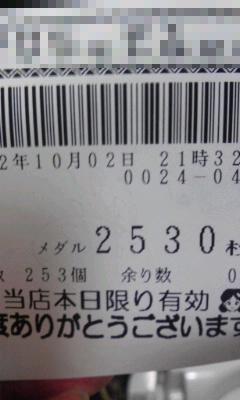 2年10月02日 21時32
0024-04
メダル 2530枚
数 253個 余り数 0
当店本日限り有効
度ありがとうございます